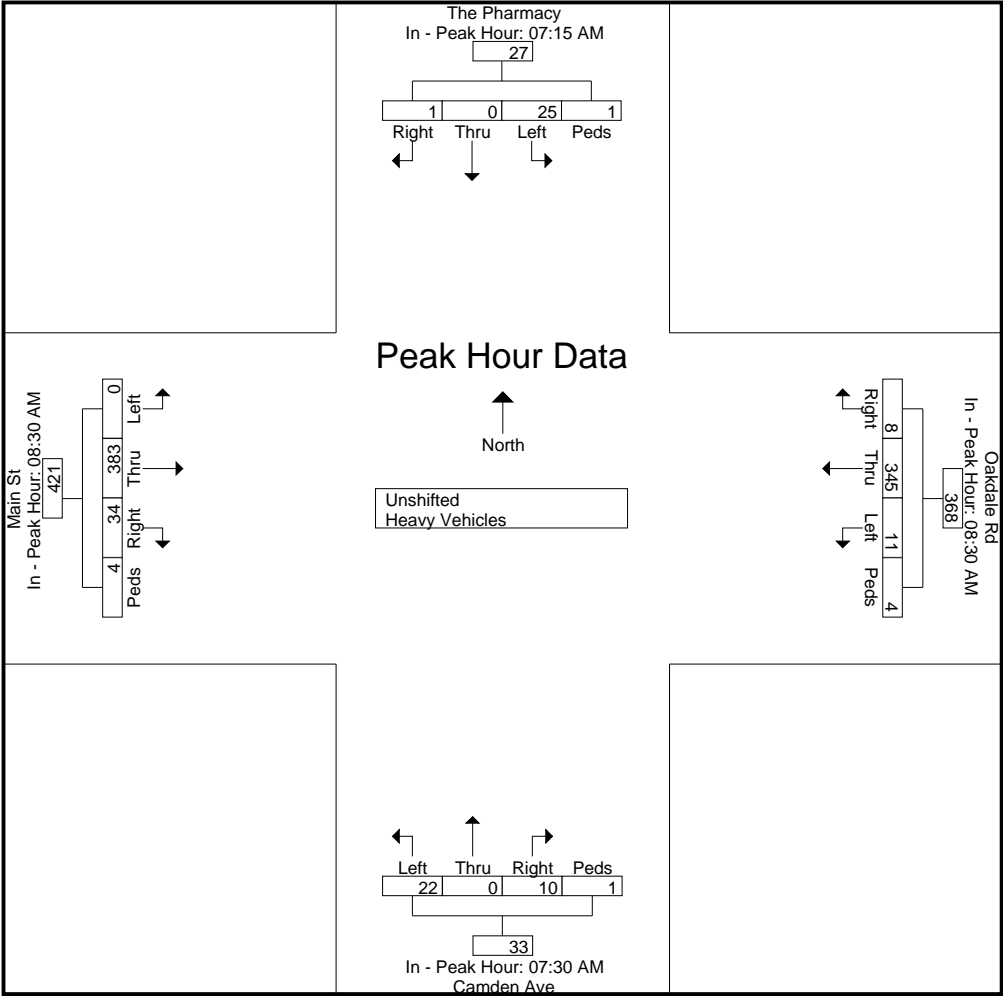 The Pharmacy
In - Peak Hour: 07:15 AM
27
1 0 25 1
Right Thru Left Peds
Peak Hour Data
North
Unshifted
Heavy Vehicles
Main St
In - Peak Hour: 08:30 AM
421
0 383 34 4
Left Thru Right Peds
Oakdale Rd
In - Peak Hour: 08:30 AM
368
8 345 11 4
Right Thru Left Peds
Left Thru Right Peds
22 0 10 1
33
In - Peak Hour: 07:30 AM
Camden Ave